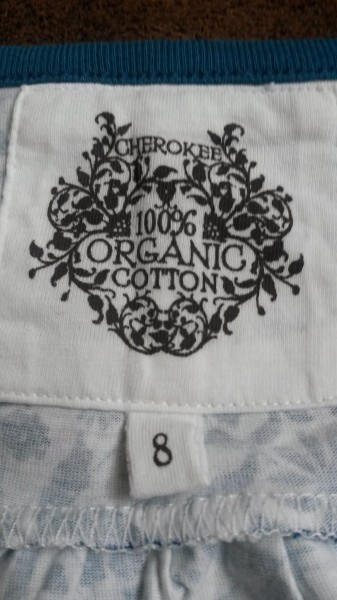 CHEROKEE
100%
ORGANIC
COTTON
8